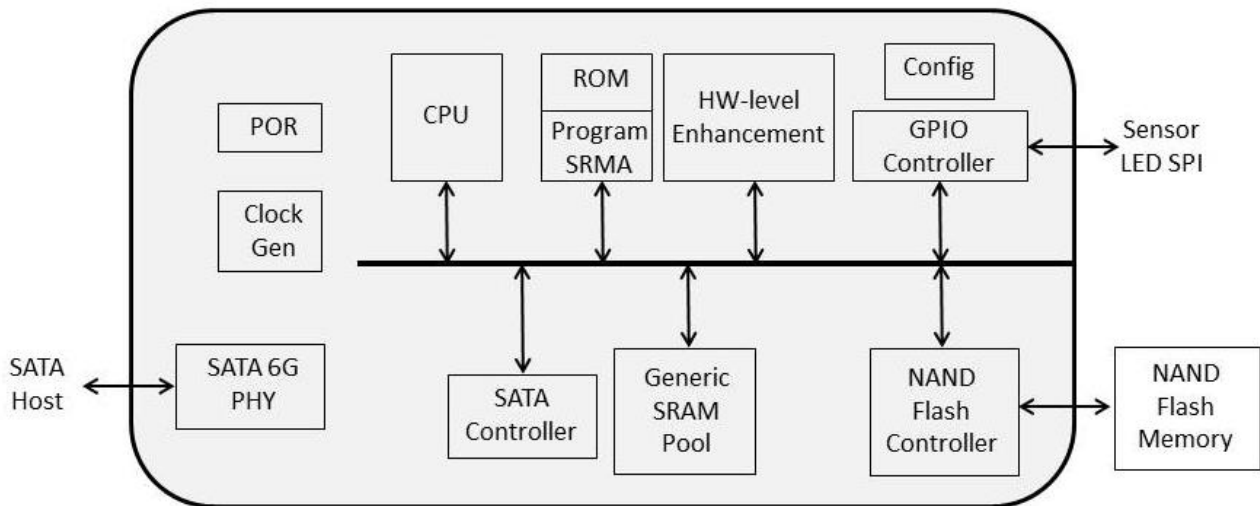 POR
Clock
Gen
CPU
ROM
Program
SRMA
HW-level
Enhancement
Config
GPIO
Controller
Sensor
LED SPI
SATA
Host
SATA 6G
PHY
SATA
Controller
Generic
SRAM
Pool
NAND
Flash
Controller
NAND
Flash
Memory